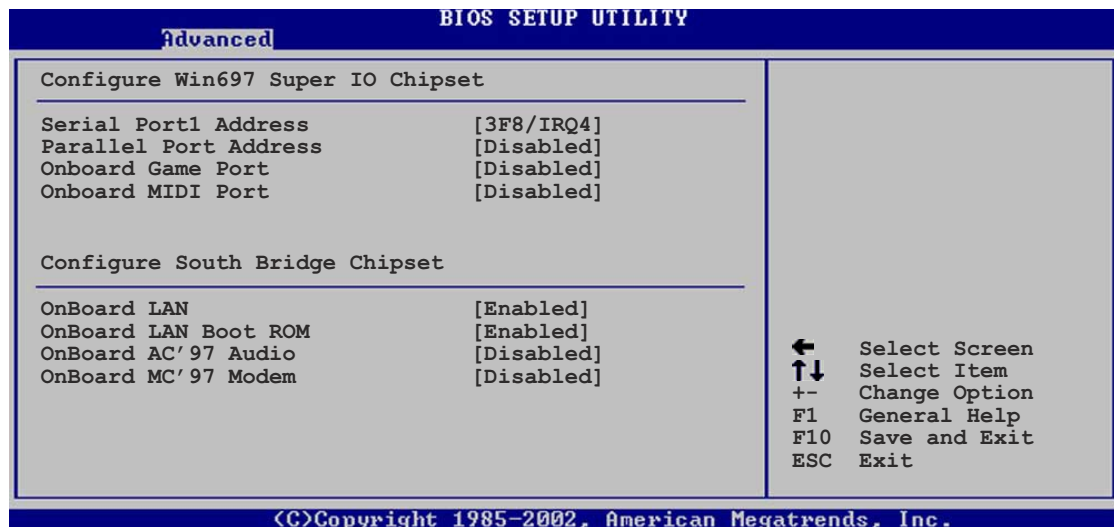 BIOS SETUP UTILITY
Advanced
Configure Win697 Super IO Chipset
Serial Port1 Address [3F8/IRQ4]
Parallel Port Address [Disabled]
Onboard Game Port [Disabled]
Onboard MIDI Port [Disabled]
Configure South Bridge Chipset
OnBoard LAN [Enabled]
OnBoard LAN Boot ROM [Enabled]
OnBoard AC’97 Audio [Disabled]
OnBoard MC’97 Modem [Disabled]
← Select Screen
↑↓ Select Item
+- Change Option
F1 General Help
F10 Save and Exit
ESC Exit
(C)Copyright 1985-2002, American Megatrends, Inc.